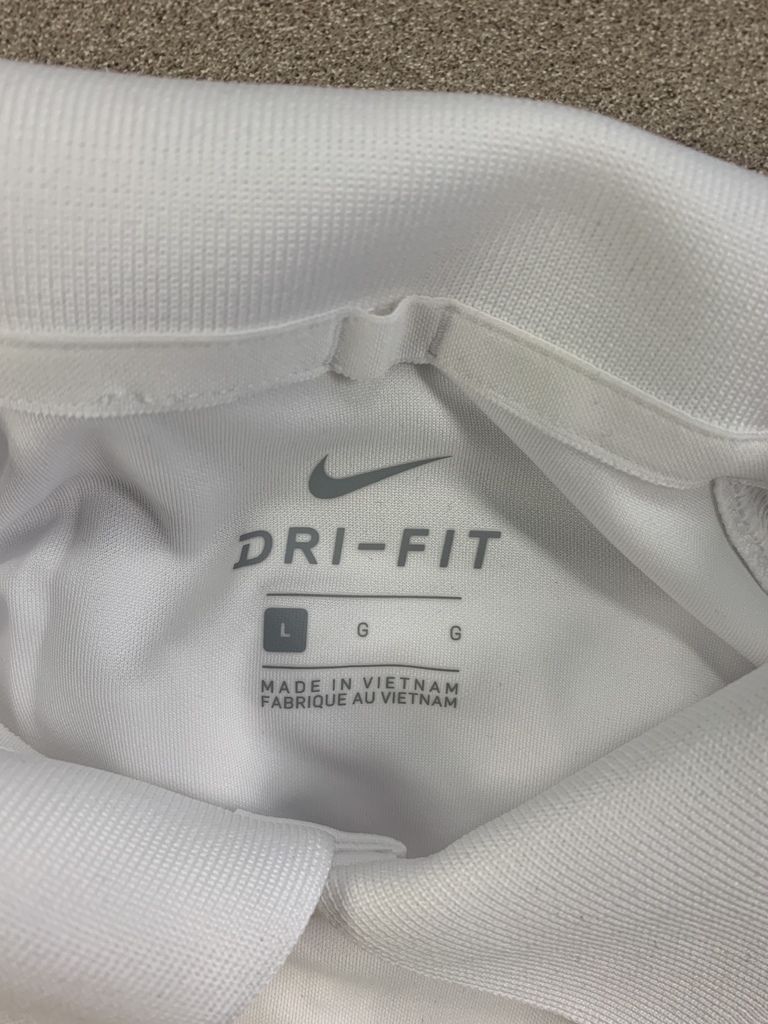 DRI-FIT
L G G
MADE IN VIETNAM
FABRIQUE AU VIETNAM